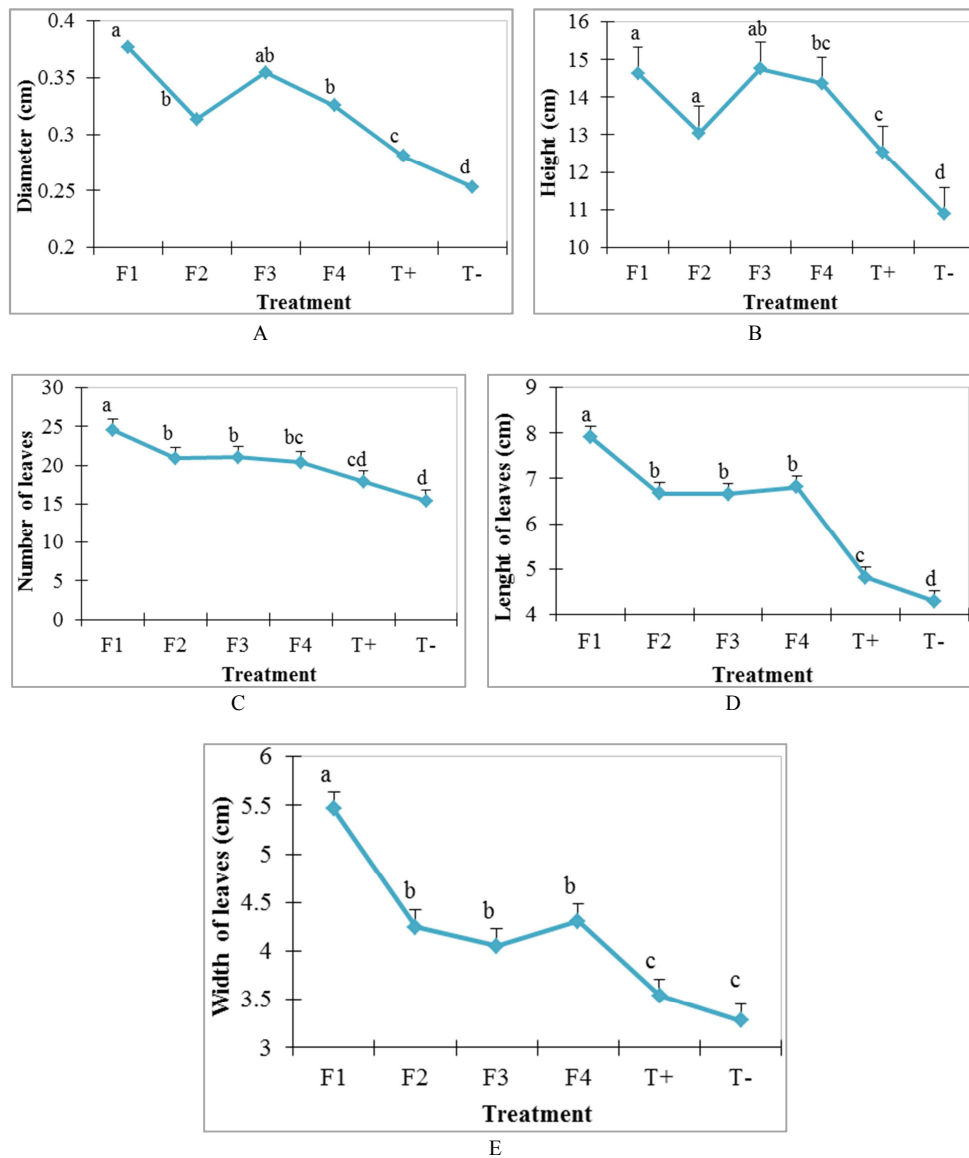 0.4
0.35
0.3
0.25
0.2
Diameter (cm)
a
b
ab
b
c
d
F1 F2 F3 F4 T+ T-
Treatment
A
16
15
14
13
12
11
10
Height (cm)
a
a
ab
bc
c
d
F1 F2 F3 F4 T+ T-
Treatment
B
30
25
20
15
10
5
0
Number of leaves
a
b
b
bc
cd
d
F1 F2 F3 F4 T+ T-
Treatment
C
9
8
7
6
5
4
Lenght of leaves (cm)
a
b
b
b
c
d
F1 F2 F3 F4 T+ T-
Treatment
D
6
5.5
5
4.5
4
3.5
3
Width of leaves (cm)
a
b
b
b
c
c
F1 F2 F3 F4 T+ T-
Treatment
E